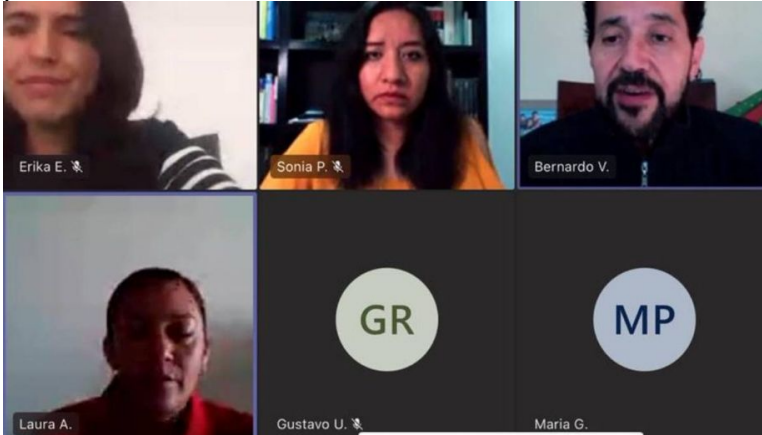 Erika E.
Sonia P.
Bernardo V.
Laura A.
GR
Gustavo U.
MP
Maria G.